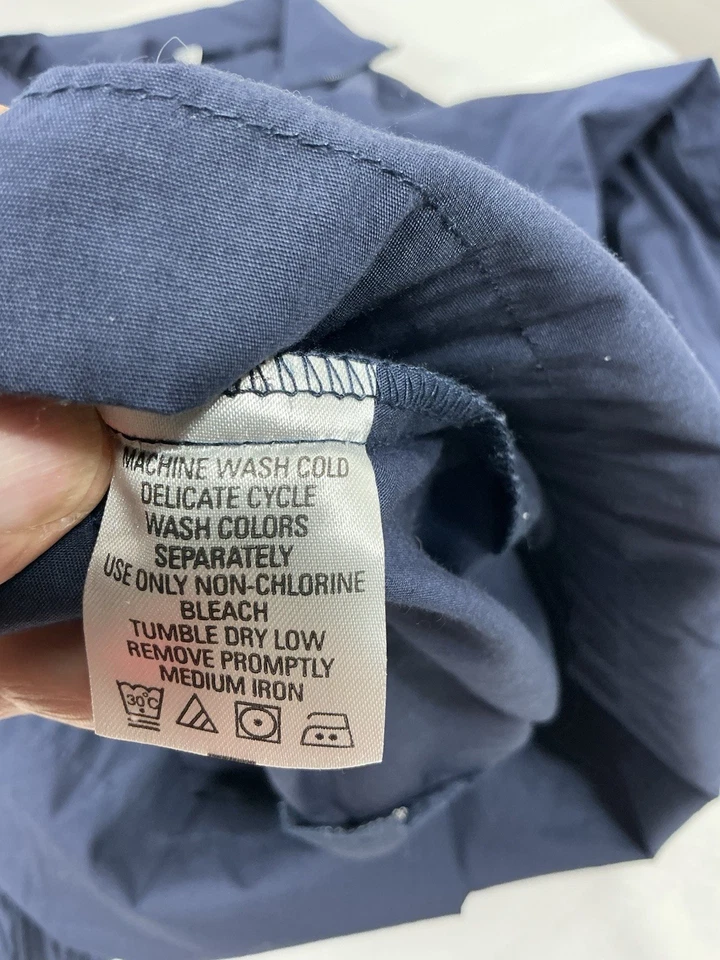 MACHINE WASH COLD
DELICATE CYCLE
WASH COLORS
SEPARATELY
USE ONLY NON-CHLORINE
BLEACH
TUMBLE DRY LOW
REMOVE PROMPTLY
MEDIUM IRON
30°C